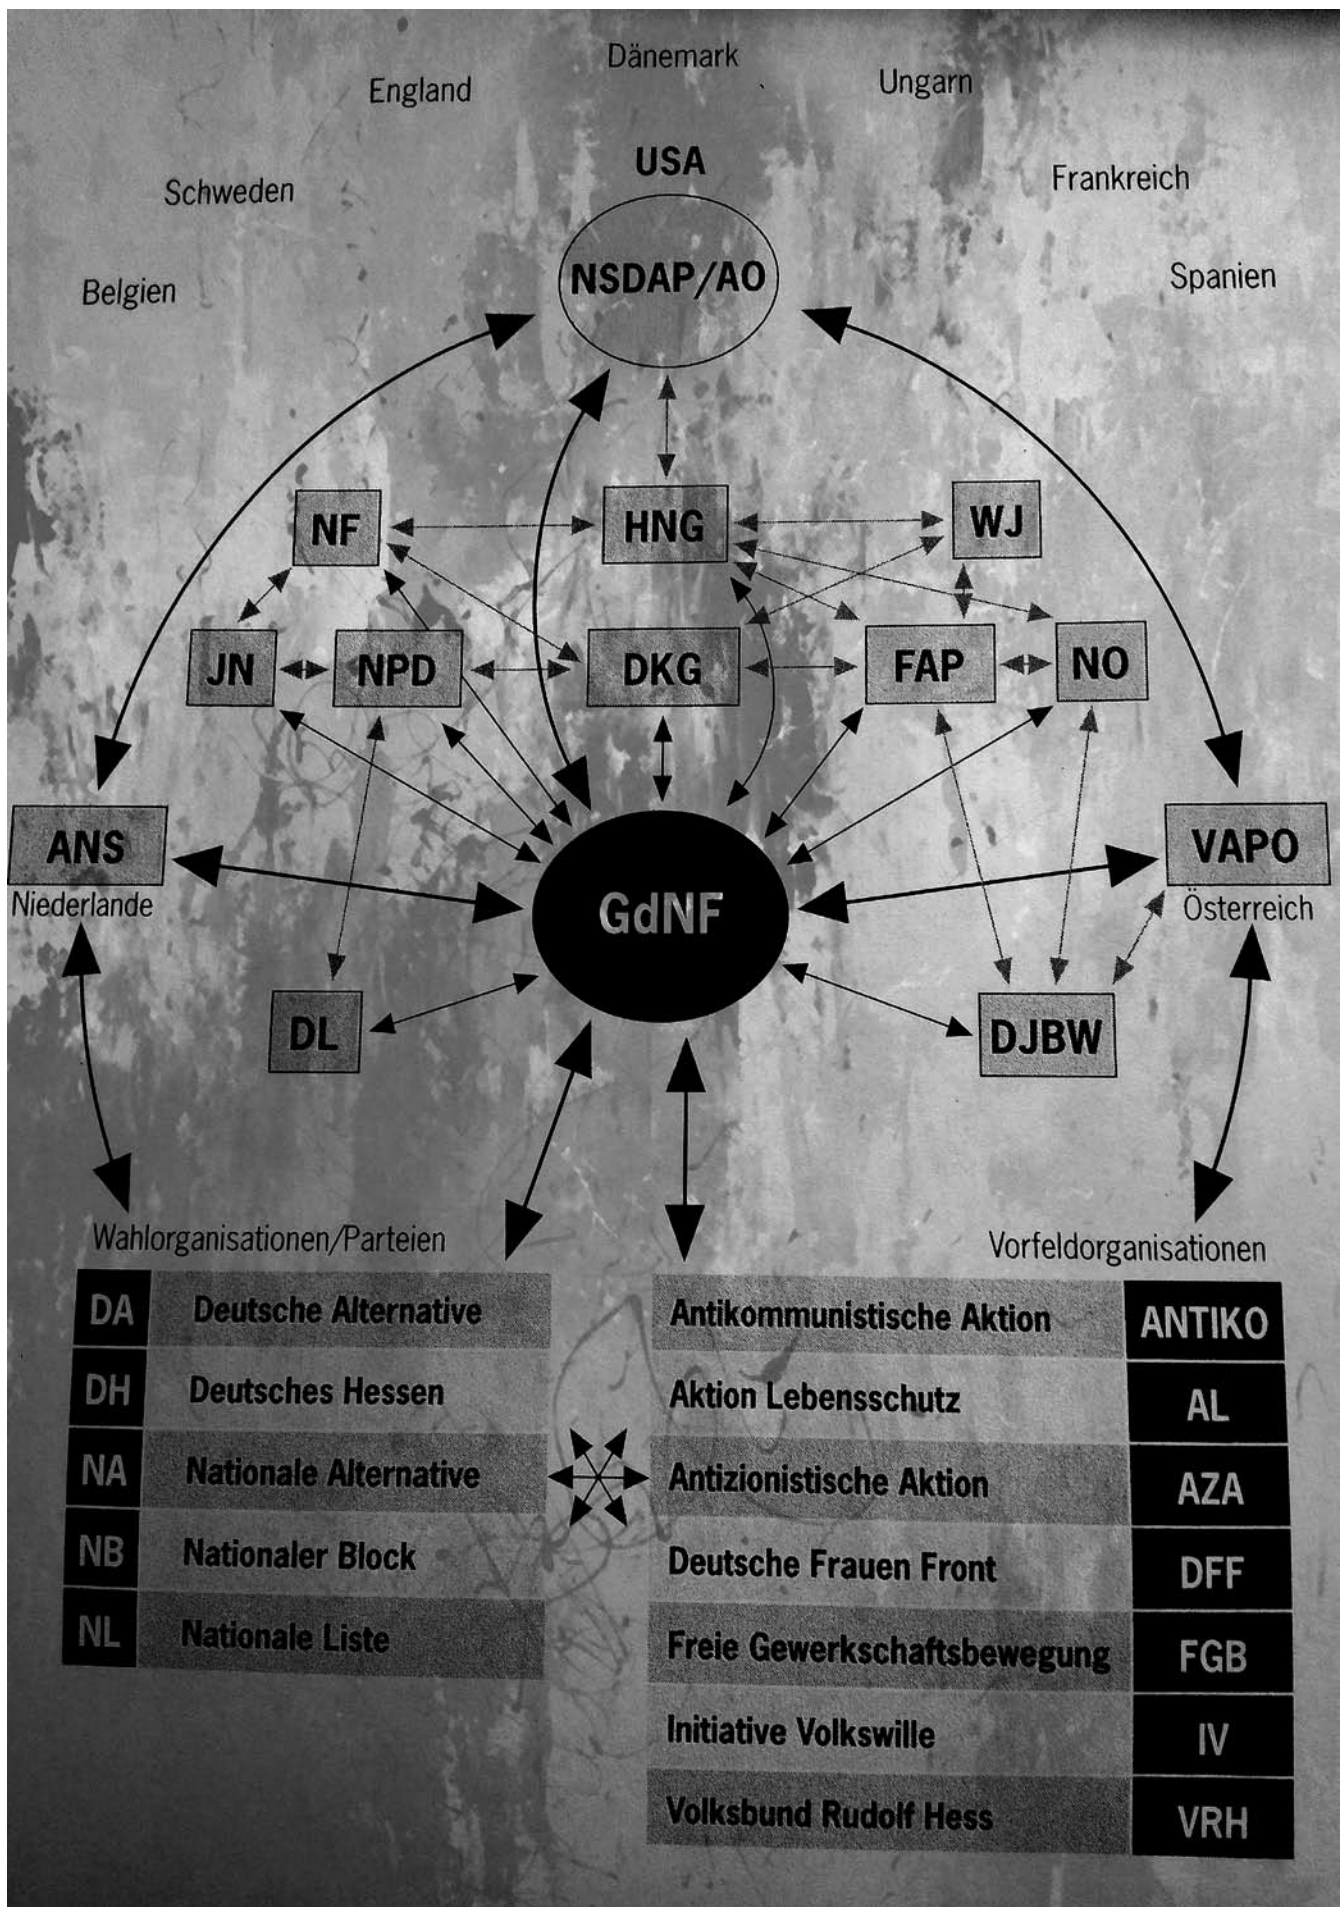 Dänemark
England
Ungarn
USA
Schweden
Frankreich
NSDAP/AO
Belgien
Spanien
NF
HNG
WJ
JN
NPD
DKG
FAP
NO
ANS
Niederlande
GdNF
VAPO
Österreich
DL
DJBW
Wahlorganisationen/Parteien
DA Deutsche Alternative
DH Deutsches Hessen
NA Nationale Alternative
NB Nationaler Block
NL Nationale Liste
Vorfeldorganisationen
Antikommunistische Aktion ANTIKO
Aktion Lebensschutz AL
Antizionistische Aktion AZA
Deutsche Frauen Front DFF
Freie Gewerkschaftsbewegung FGB
Initiative Volkswille IV
Volksbund Rudolf Hess VRH